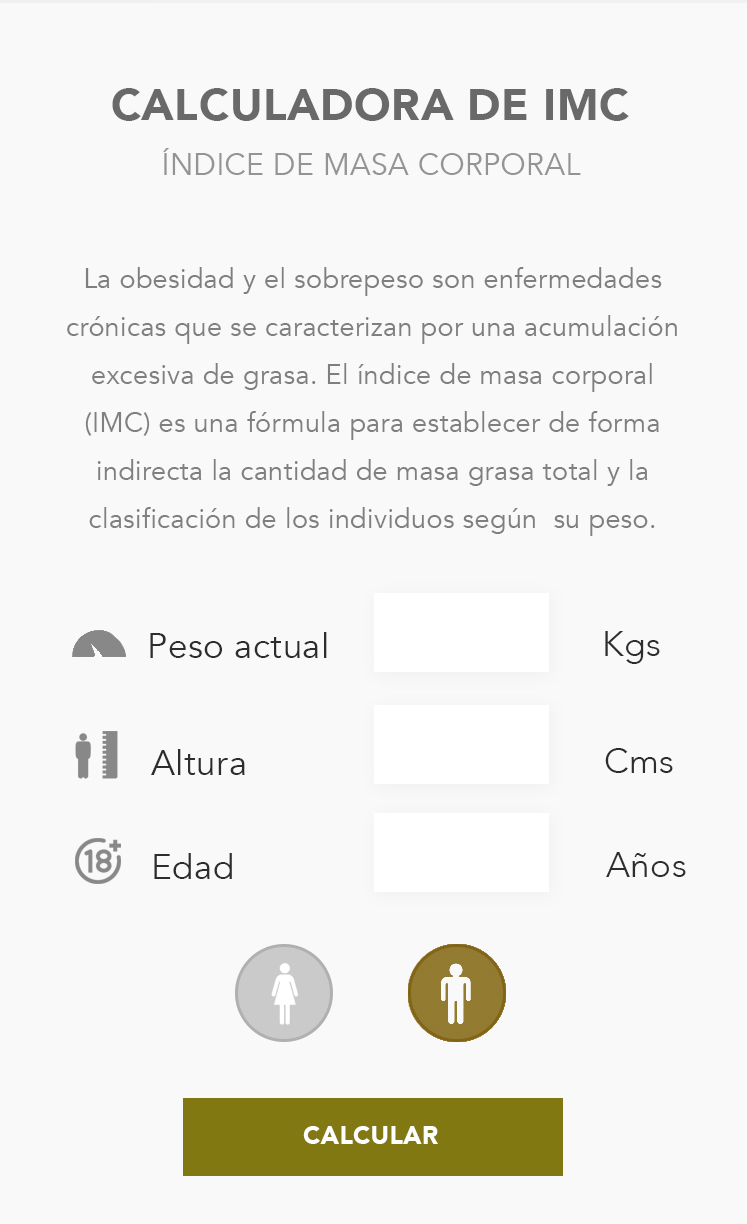 CALCULADORA DE IMC
ÍNDICE DE MASA CORPORAL
La obesidad y el sobrepeso son enfermedades
crónicas que se caracterizan por una acumulación
excesiva de grasa. El índice de masa corporal
(IMC) es una fórmula para establecer de forma
indirecta la cantidad de masa grasa total y la
clasificación de los individuos según  su peso.
Peso actual Kgs
Altura Cms
18+ Edad Años
CALCULAR